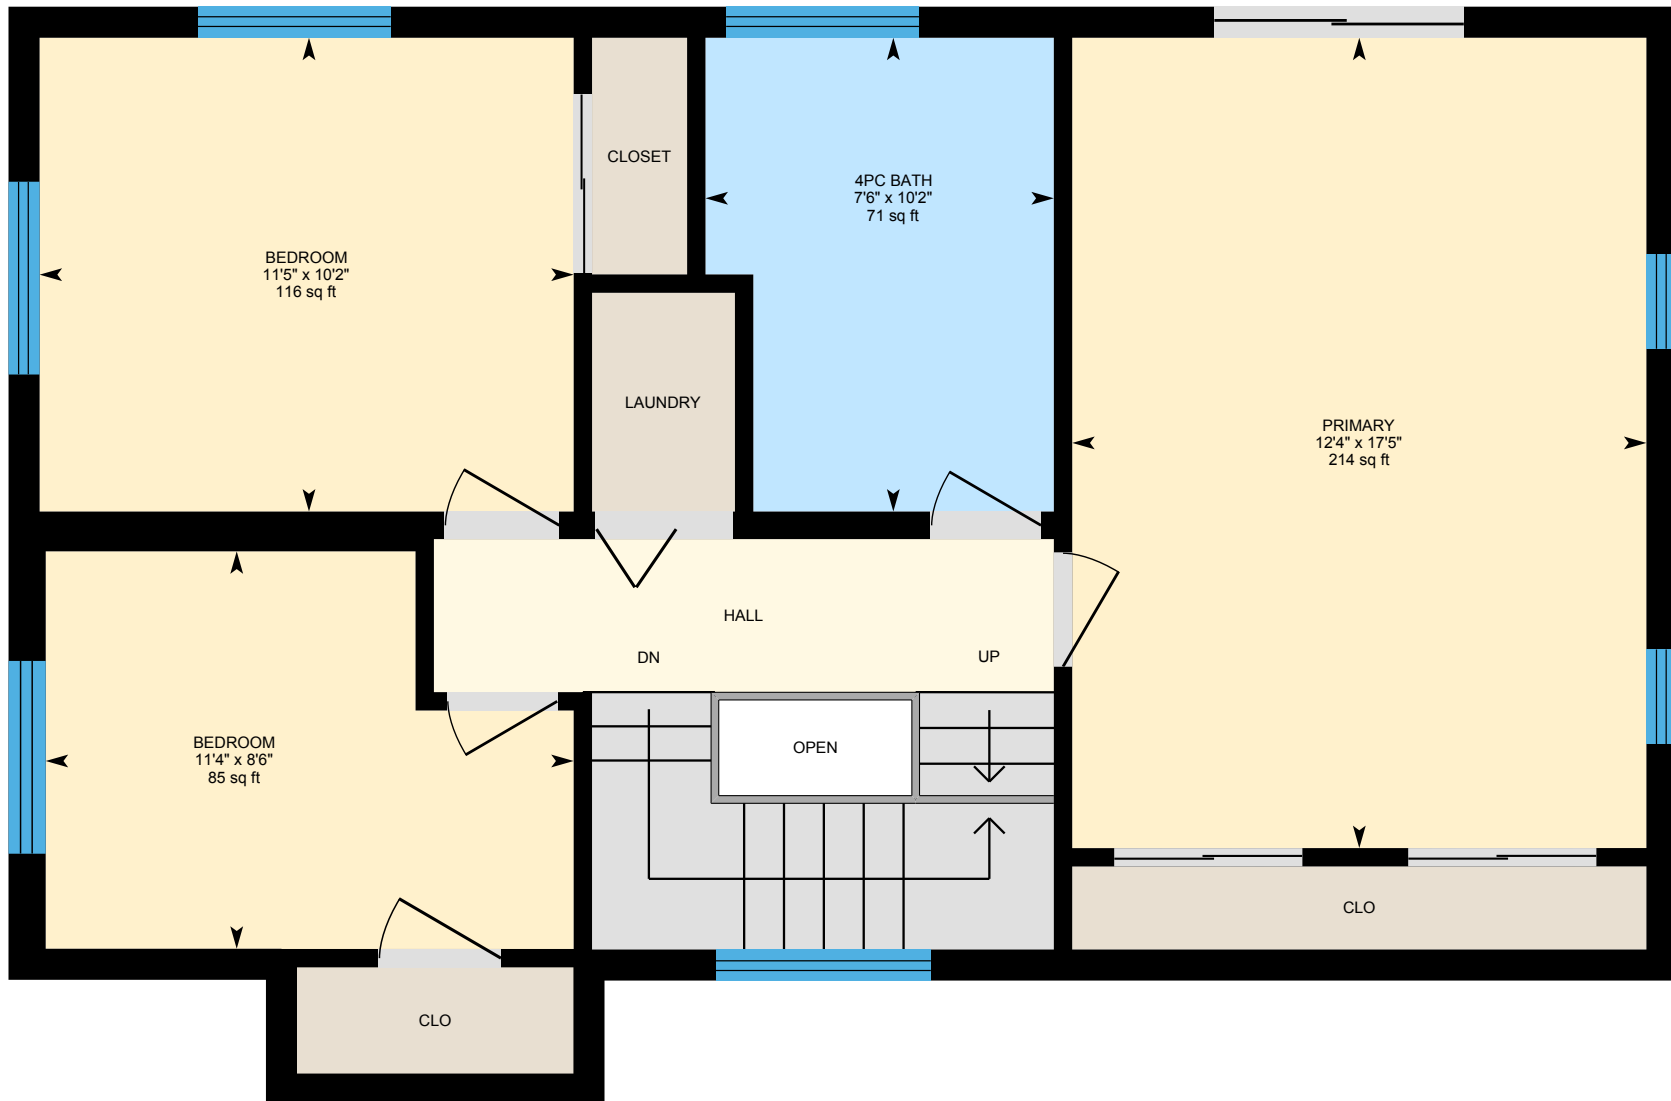 CLOSET
4PC BATH
7'6" x 10'2"
71 sq ft
BEDROOM
11'5" x 10'2"
116 sq ft
LAUNDRY
PRIMARY
12'4" x 17'5"
214 sq ft
HALL
DN
UP
BEDROOM
11'4" x 8'6"
85 sq ft
OPEN
CLO
CLO